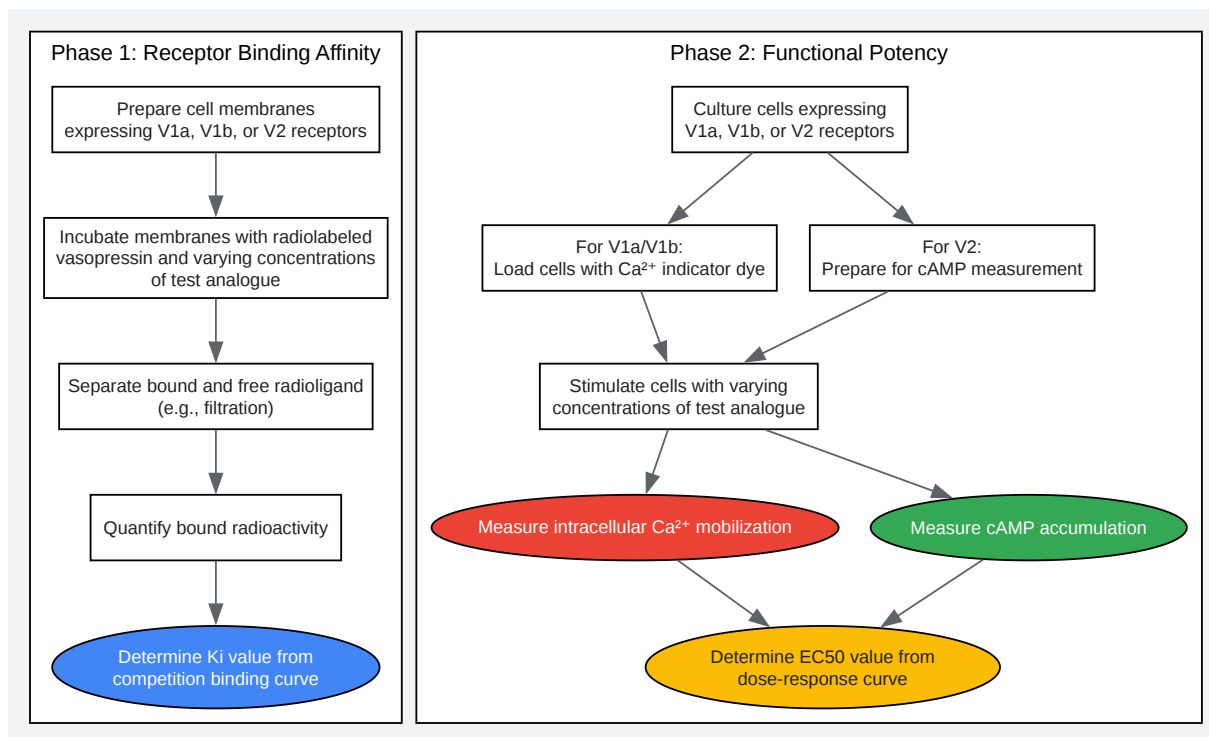 Phase 1: Receptor Binding Affinity
Prepare cell membranes
expressing V1a, V1b, or V2 receptors
Incubate membranes with radiolabeled
vasopressin and varying concentrations
of test analogue
Separate bound and free radioligand
(e.g., filtration)
Quantify bound radioactivity
Determine Ki value from
competition binding curve
Phase 2: Functional Potency
Culture cells expressing
V1a, V1b, or V2 receptors
For V1a/V1b:
Load cells with Ca²⁺ indicator dye
For V2:
Prepare for cAMP measurement
Stimulate cells with varying
concentrations of test analogue
Measure intracellular Ca²⁺ mobilization
Measure cAMP accumulation
Determine EC50 value from
dose-response curve